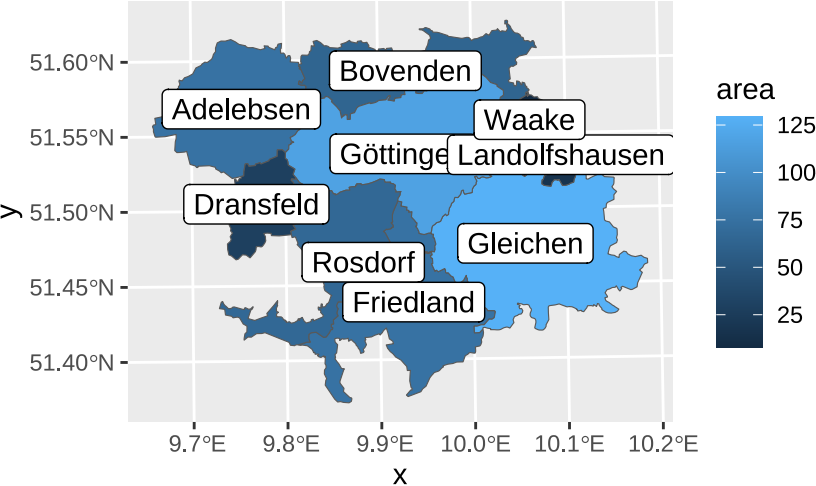 51.60°N
51.55°N
51.50°N
51.45°N
51.40°N
y
Bovenden
Adelebsen
Waake
Göttinge
Landolfshausen
Dransfeld
Gleichen
Rosdorf
Friedland
9.7°E
9.8°E
9.9°E
10.0°E
10.1°E
10.2°E
x
area
125
100
75
50
25